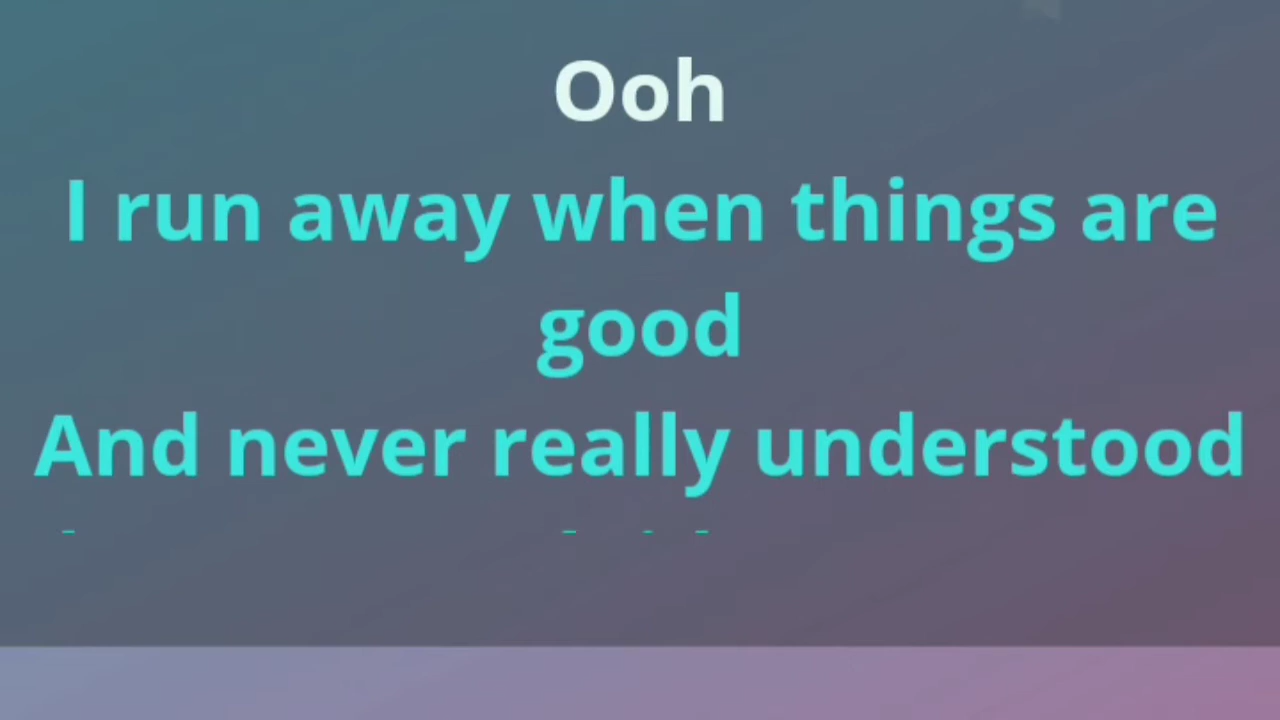 Ooh
I run away when things are
good
And never really understood